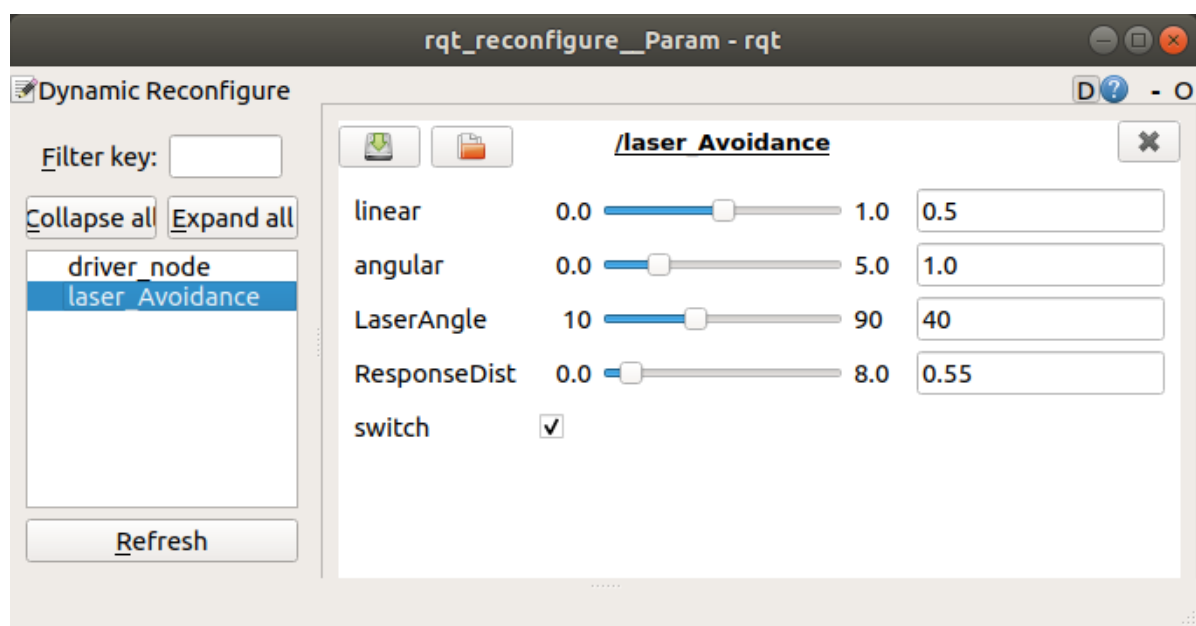 rqt_reconfigure__Param - rqt
Dynamic Reconfigure
D ? - O
Filter key:
Collapse all Expand all
driver_node
laser_Avoidance
Refresh
/laser_Avoidance
linear 0.0 1.0 0.5
angular 0.0 5.0 1.0
LaserAngle 10 90 40
ResponseDist 0.0 8.0 0.55
switch